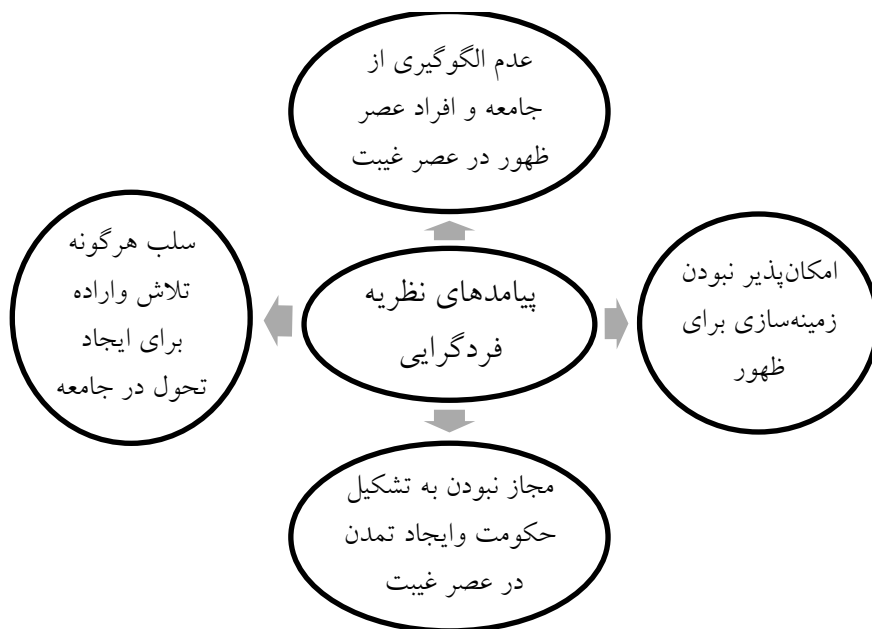 عدم الگوگیری از
جامعه و افراد عصر
ظهور در عصر غیبت
امکان‌پذیر نبودن
زمینه‌سازی برای
ظهور
پیامدهای نظریه
فردگرایی
سلب هرگونه
تلاش واراده
برای ایجاد
تحول در جامعه
مجاز نبودن به تشکیل
حکومت وایجاد تمدن
در عصر غیبت